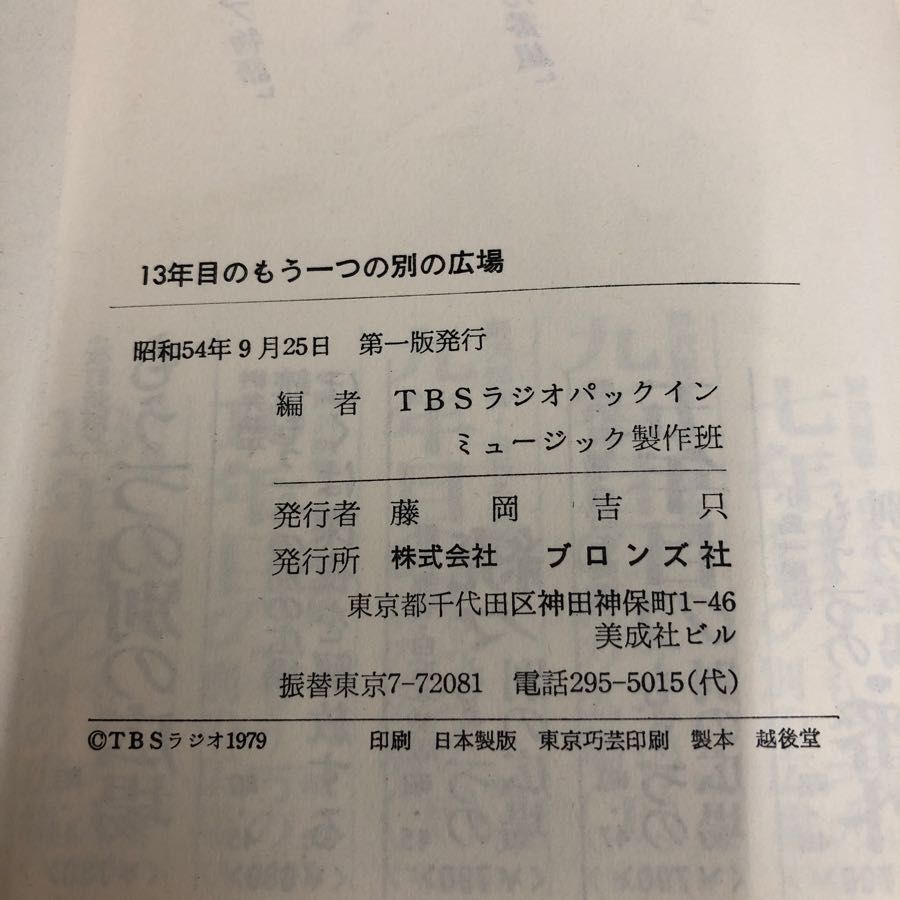 13年目のもう一つの別の広場
昭和54年9月25日 第一版発行
編者 TBSラジオパックイン
ミュージック製作班
発行者 藤岡吉只
発行所 株式会社 ブロンズ社
東京都千代田区神田神保町1-46
美成社ビル
振替東京7-72081 電話295-5015(代)
©TBSラジオ1979 印刷 日本製版 東京巧芸印刷 製本 越後堂